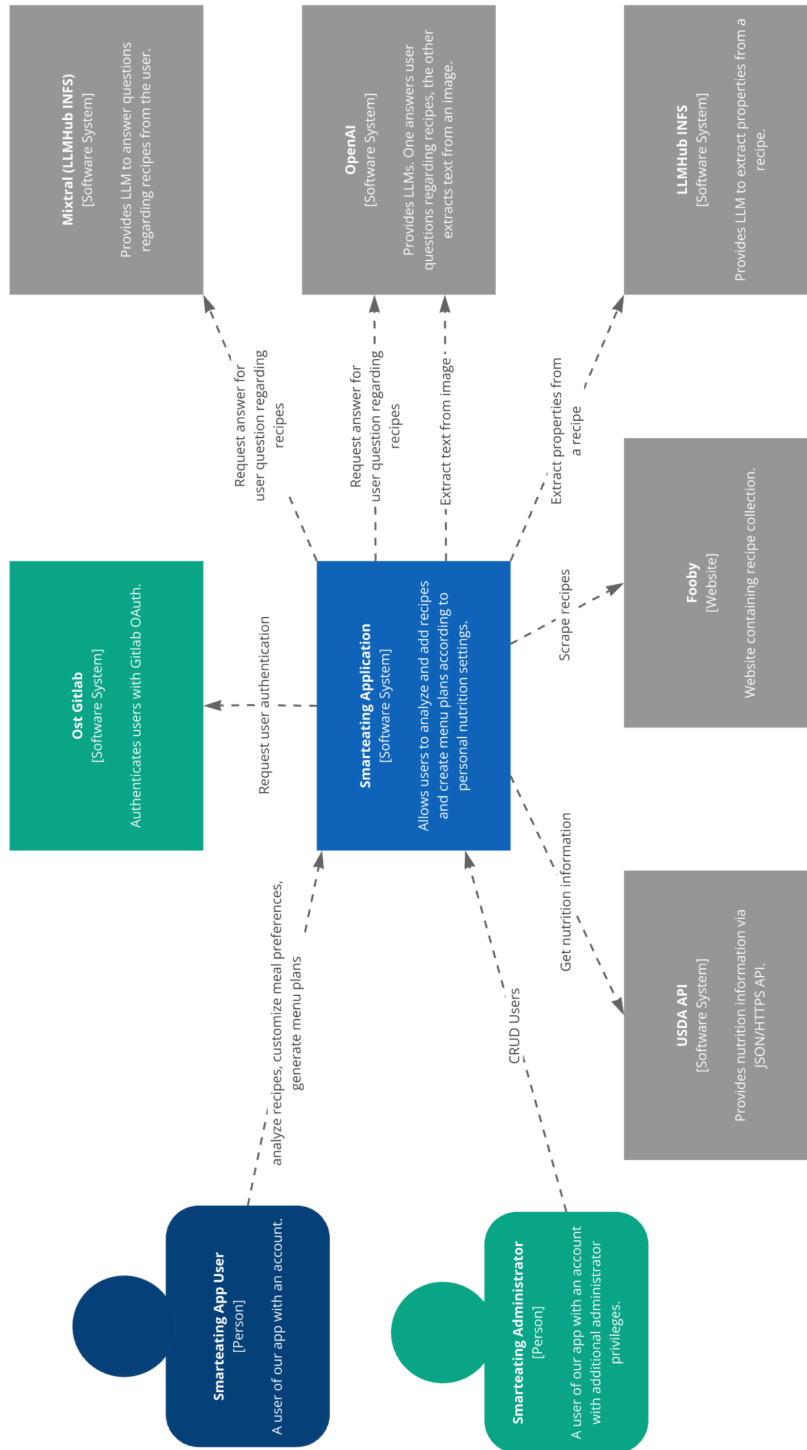 Smarteating App User
[Person]
A user of our app with an account.
analyze recipes, customize meal preferences,
generate menu plans
Smarteating Administrator
[Person]
A user of our app with an account
with additional administrator
privileges.
CRUD Users
Ost Gitlab
[Software System]
Authenticates users with Gitlab OAuth.
Request user authentication
Smarteating Application
[Software System]
Allows users to analyze and add recipes
and create menu plans according to
personal nutrition settings.
Get nutrition information
USDA API
[Software System]
Provides nutrition information via
JSON/HTTPS API.
Scrape recipes
Fooby
[Website]
Website containing recipe collection.
Request answer for
user question regarding
recipes
Mixtral (LLMHub INFS)
[Software System]
Provides LLM to answer questions
regarding recipes from the user.
Request answer for
user question regarding
recipes
Extract text from image
OpenAI
[Software System]
Provides LLMs. One answers user
questions regarding recipes, the other
extracts text from an image.
Extract properties from
a recipe
LLMHub INFS
[Software System]
Provides LLM to extract properties from a
recipe.